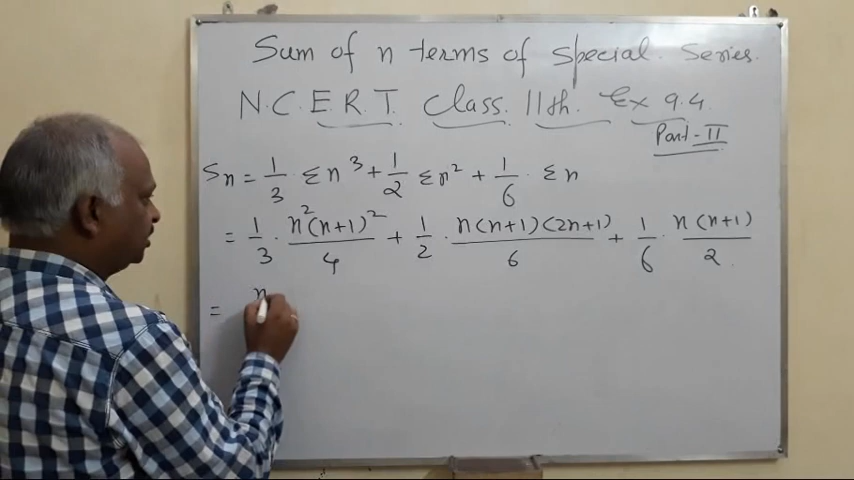 Sum of n terms of special. Series.
N.C.E.R.T. Class. 11th. Ex 9.4.
Part-II
Sn = 1/3 . Σn³ + 1/2 Σn² + 1/6 . Σn
= 1/3 . n²(n+1)²/4 + 1/2 . n(n+1)(2n+1)/6 + 1/6 . n(n+1)/2
= n